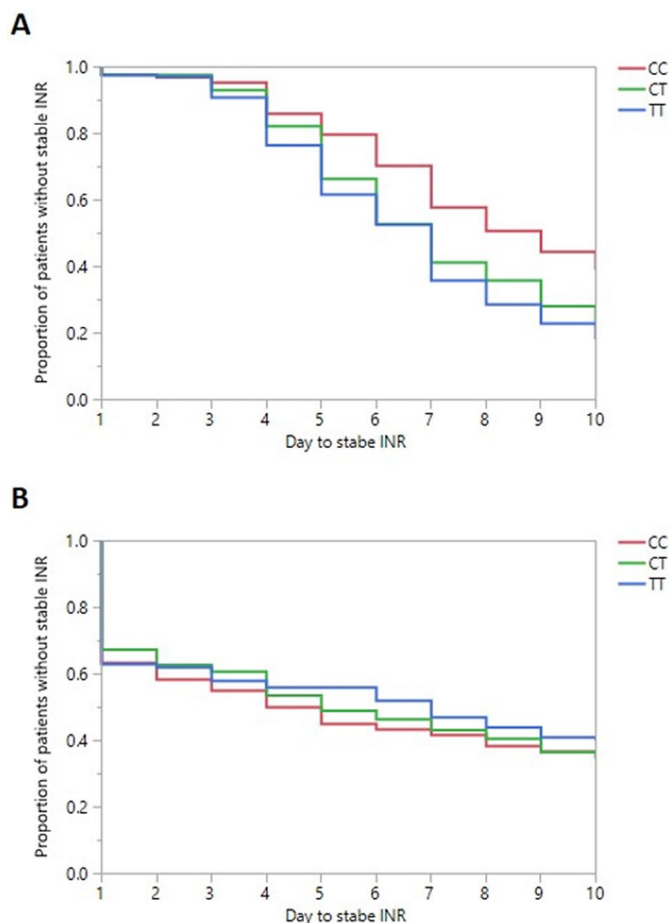 A
1.0
0.8
0.6
0.4
0.2
0.0
Proportion of patients without stable INR
1 2 3 4 5 6 7 8 9 10
Day to stabe INR
CC
CT
TT
B
1.0
0.8
0.6
0.4
0.2
0.0
Proportion of patients without stable INR
1 2 3 4 5 6 7 8 9 10
Day to stabe INR
CC
CT
TT